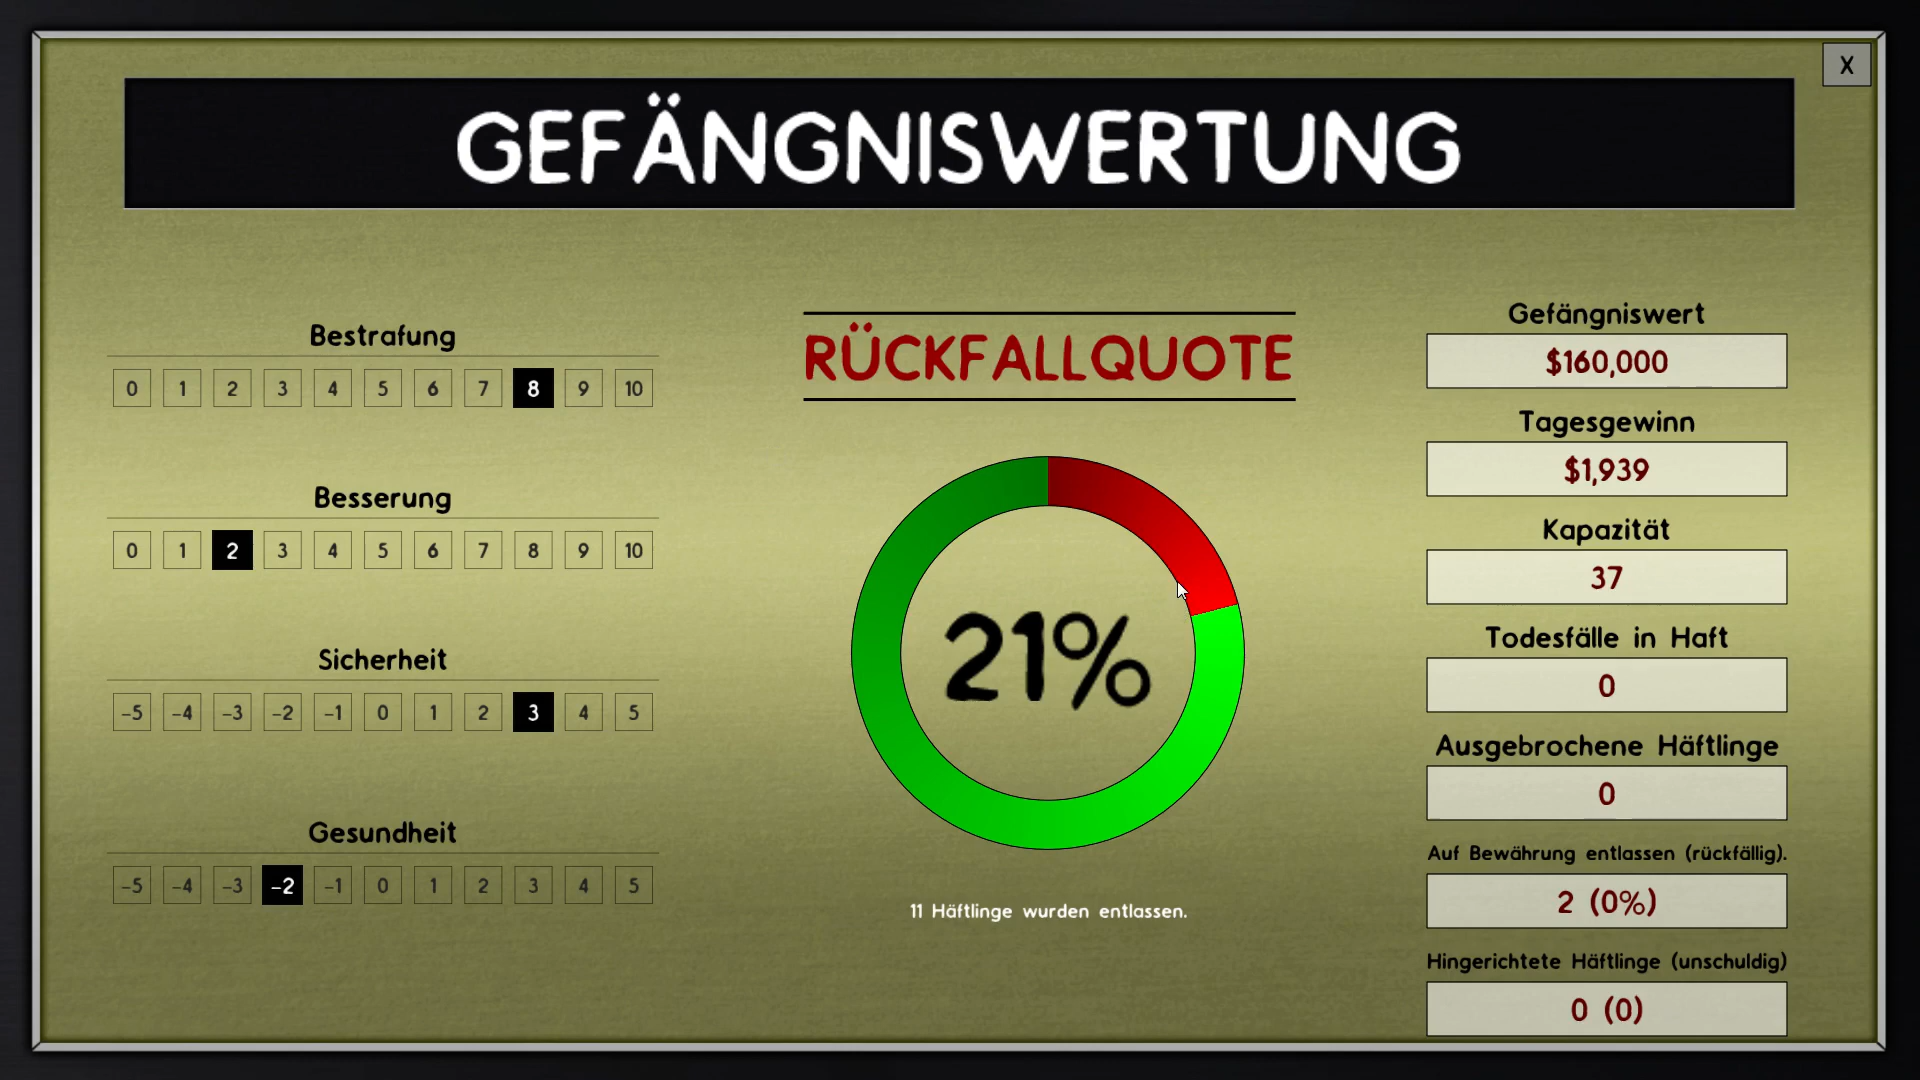 X
GEFÄNGNISWERTUNG
Bestrafung
0 1 2 3 4 5 6 7 8 9 10
Besserung
0 1 2 3 4 5 6 7 8 9 10
Sicherheit
-5 -4 -3 -2 -1 0 1 2 3 4 5
Gesundheit
-5 -4 -3 -2 -1 0 1 2 3 4 5
RÜCKFALLQUOTE
21%
11 Häftlinge wurden entlassen.
Gefängniswert
$160,000
Tagesgewinn
$1,939
Kapazität
37
Todesfälle in Haft
0
Ausgebrochene Häftlinge
0
Auf Bewährung entlassen (rückfällig).
2 (0%)
Hingerichtete Häftlinge (unschuldig)
0 (0)